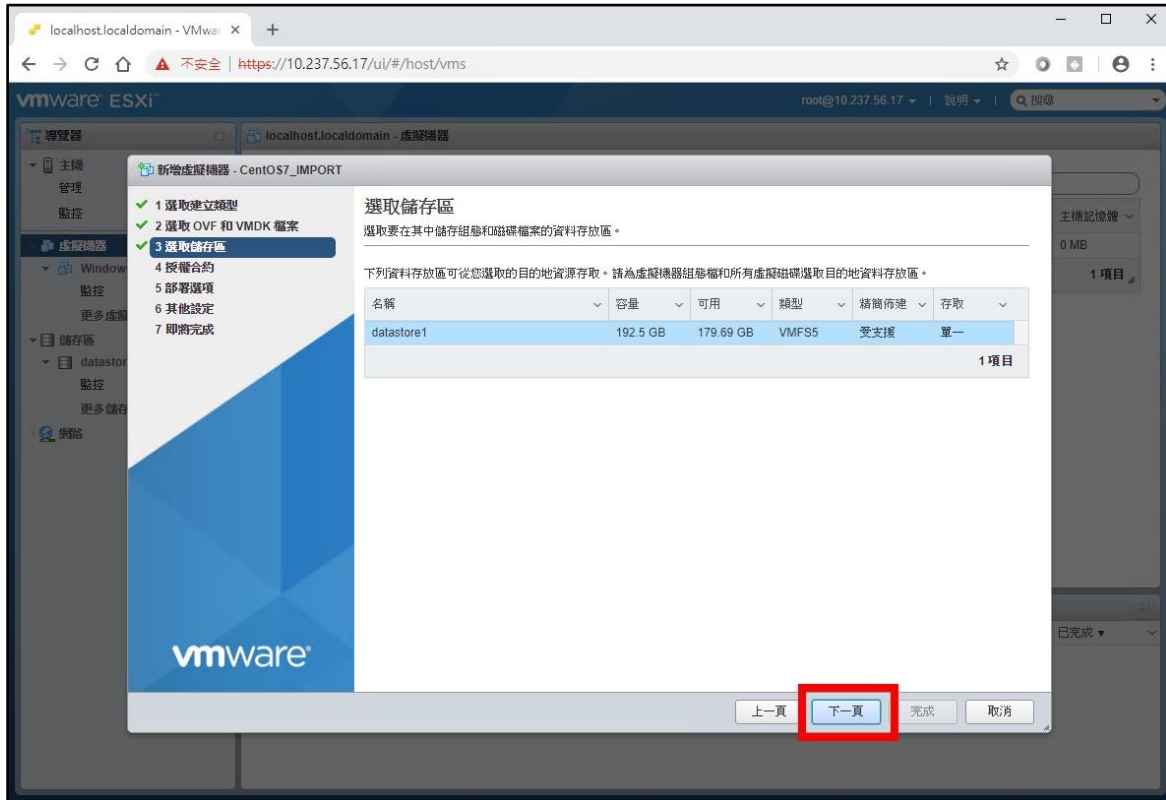 localhost.localdomain - VMwar
不安全 | https://10.237.56.17/ui/#/host/vms
vmware ESXi™
root@10.237.56.17 | 說明 | 搜尋
導覽器
localhost.localdomain - 虛擬機器
主機
管理
監控
虛擬機器
Window
監控
更多虛擬
儲存區
datastor
監控
更多儲存
網路
主機記憶體
0 MB
1 項目
已完成
新增虛擬機器 - CentOS7_IMPORT
1 選取建立類型
2 選取 OVF 和 VMDK 檔案
3 選取儲存區
4 授權合約
5 部署選項
6 其他設定
7 即將完成
vmware®
選取儲存區
選取要在其中儲存組態和磁碟檔案的資料存放區。
下列資料存放區可從您選取的目的地資源存取。請為虛擬機器組態檔和所有虛擬磁碟選取目的地資料存放區。
名稱 容量 可用 類型 精簡佈建 存取
datastore1 192.5 GB 179.69 GB VMFS5 受支援 單一
1 項目
上一頁 下一頁 完成 取消